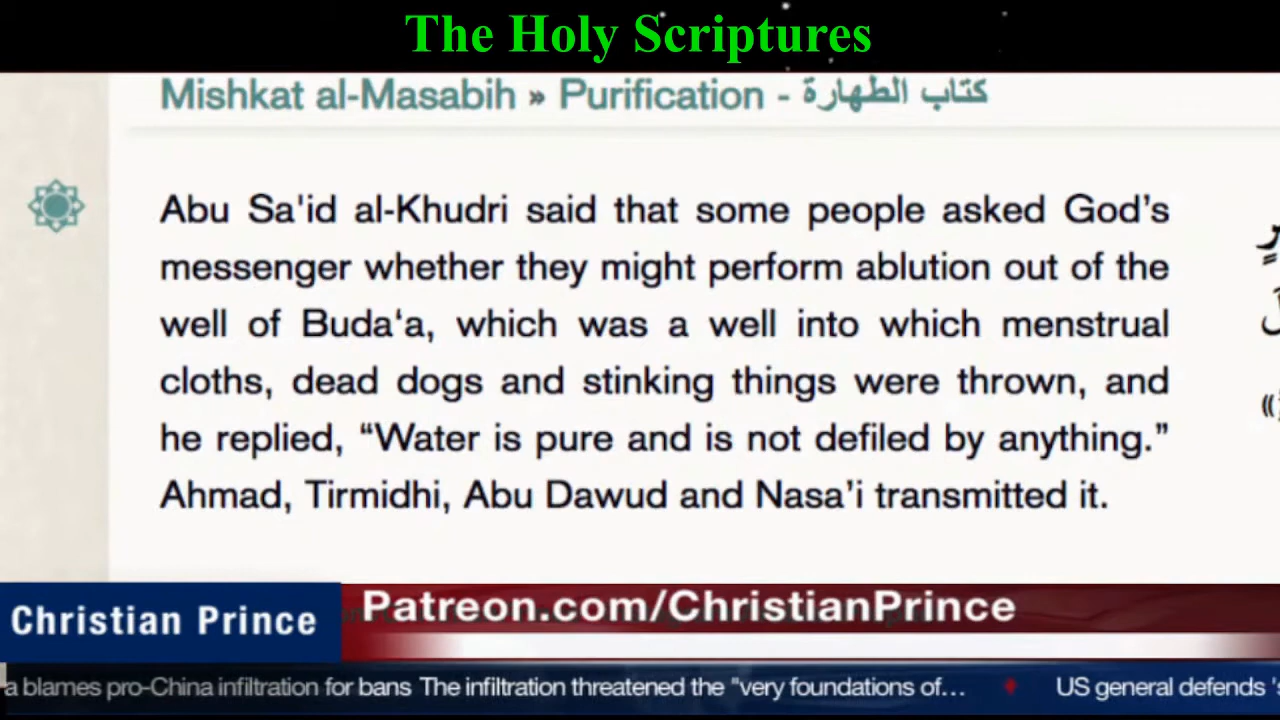 The Holy Scriptures
Mishkat al-Masabih » Purification - كتاب الطهارة
Abu Sa'id al-Khudri said that some people asked God’s
messenger whether they might perform ablution out of the
well of Buda‘a, which was a well into which menstrual
cloths, dead dogs and stinking things were thrown, and
he replied, “Water is pure and is not defiled by anything.”
Ahmad, Tirmidhi, Abu Dawud and Nasa’i transmitted it.
Christian Prince
Patreon.com/ChristianPrince
a blames pro-China infiltration for bans The infiltration threatened the "very foundations of... US general defends